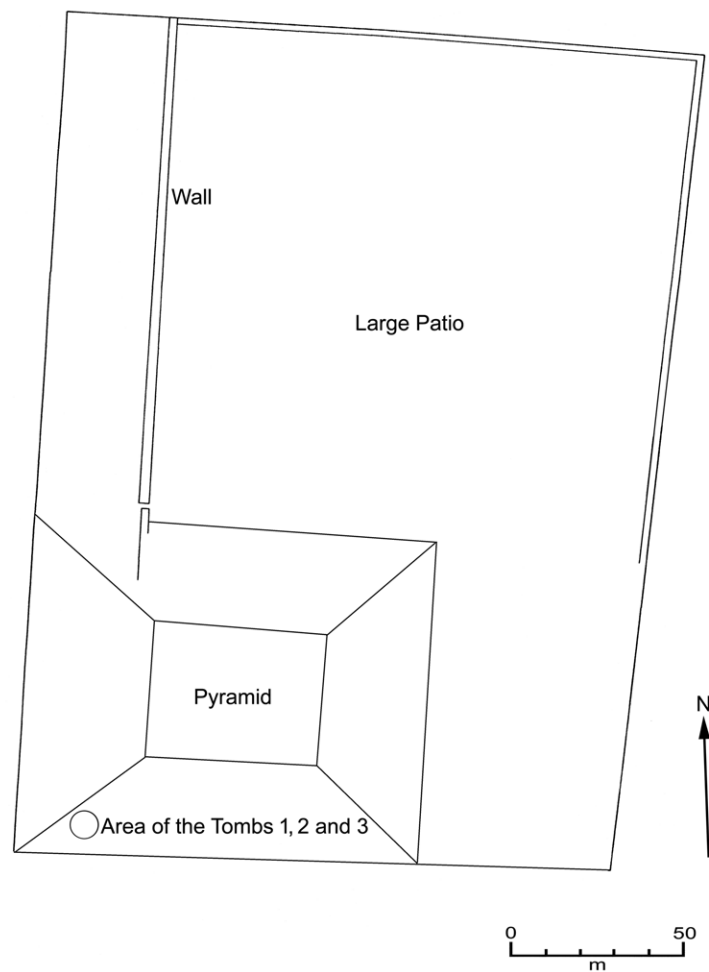 Wall
Large Patio
Pyramid
N
Area of the Tombs 1, 2 and 3
0 50
m